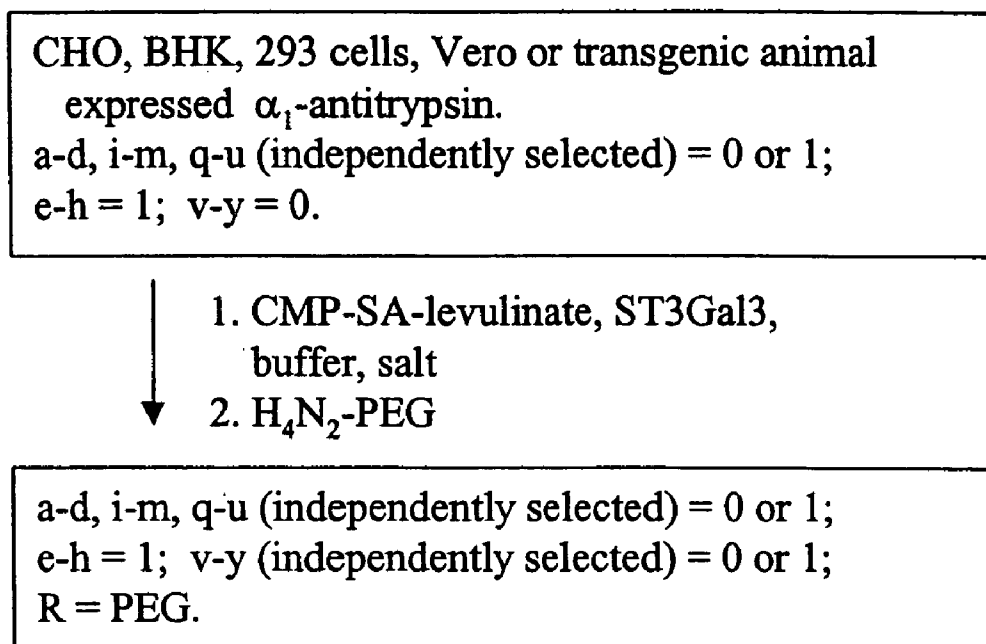 CHO, BHK, 293 cells, Vero or transgenic animal
expressed α₁-antitrypsin.
a-d, i-m, q-u (independently selected) = 0 or 1;
e-h = 1; v-y = 0.
1. CMP-SA-levulinate, ST3Gal3,
buffer, salt
2. H₄N₂-PEG
a-d, i-m, q-u (independently selected) = 0 or 1;
e-h = 1; v-y (independently selected) = 0 or 1;
R = PEG.